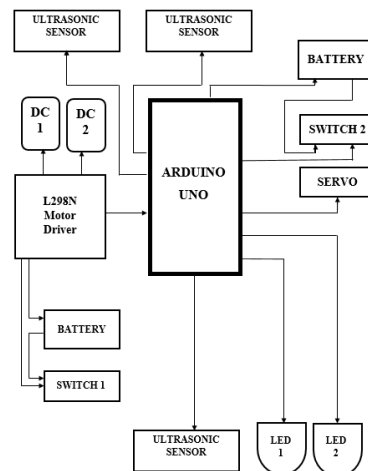 ULTRASONIC
SENSOR
ULTRASONIC
SENSOR
BATTERY
DC
1
DC
2
SWITCH 2
ARDUINO
UNO
SERVO
L298N
Motor
Driver
BATTERY
SWITCH 1
ULTRASONIC
SENSOR
LED
1
LED
2